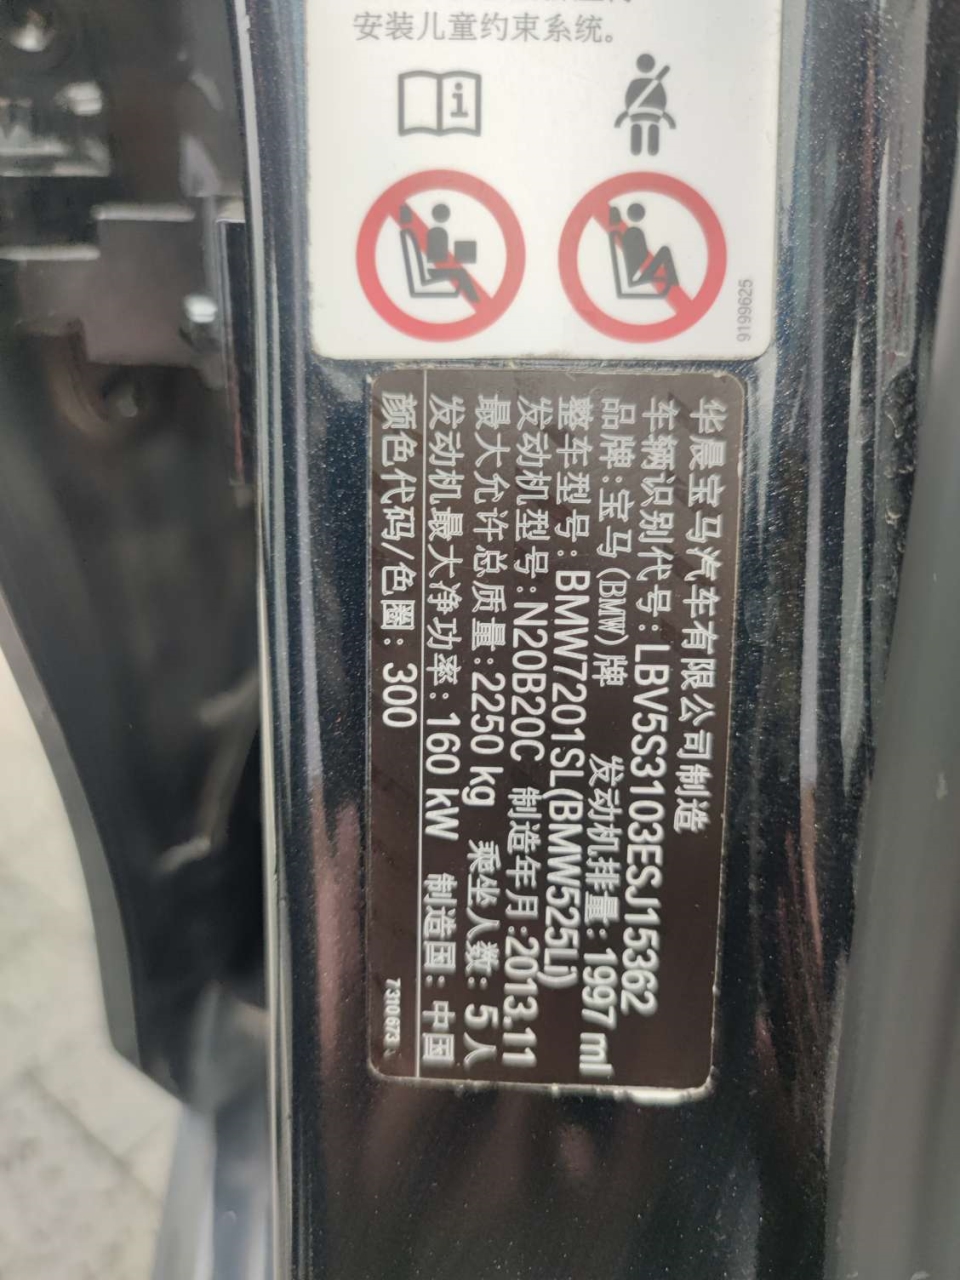 安装儿童约束系统。
9199625
华晨宝马汽车有限公司制造
车辆识别代号:LBV5S3103ESJ15362
品牌:宝马(BMW)牌 发动机排量:1997 ml
整车型号:BMW7201SL(BMW525Li)
发动机型号:N20B20C 制造年月:2013.11
最大允许总质量:2250 kg 乘坐人数:5人
发动机最大净功率:160 kW 制造国:中国
颜色代码/色圈:300
7 310 673